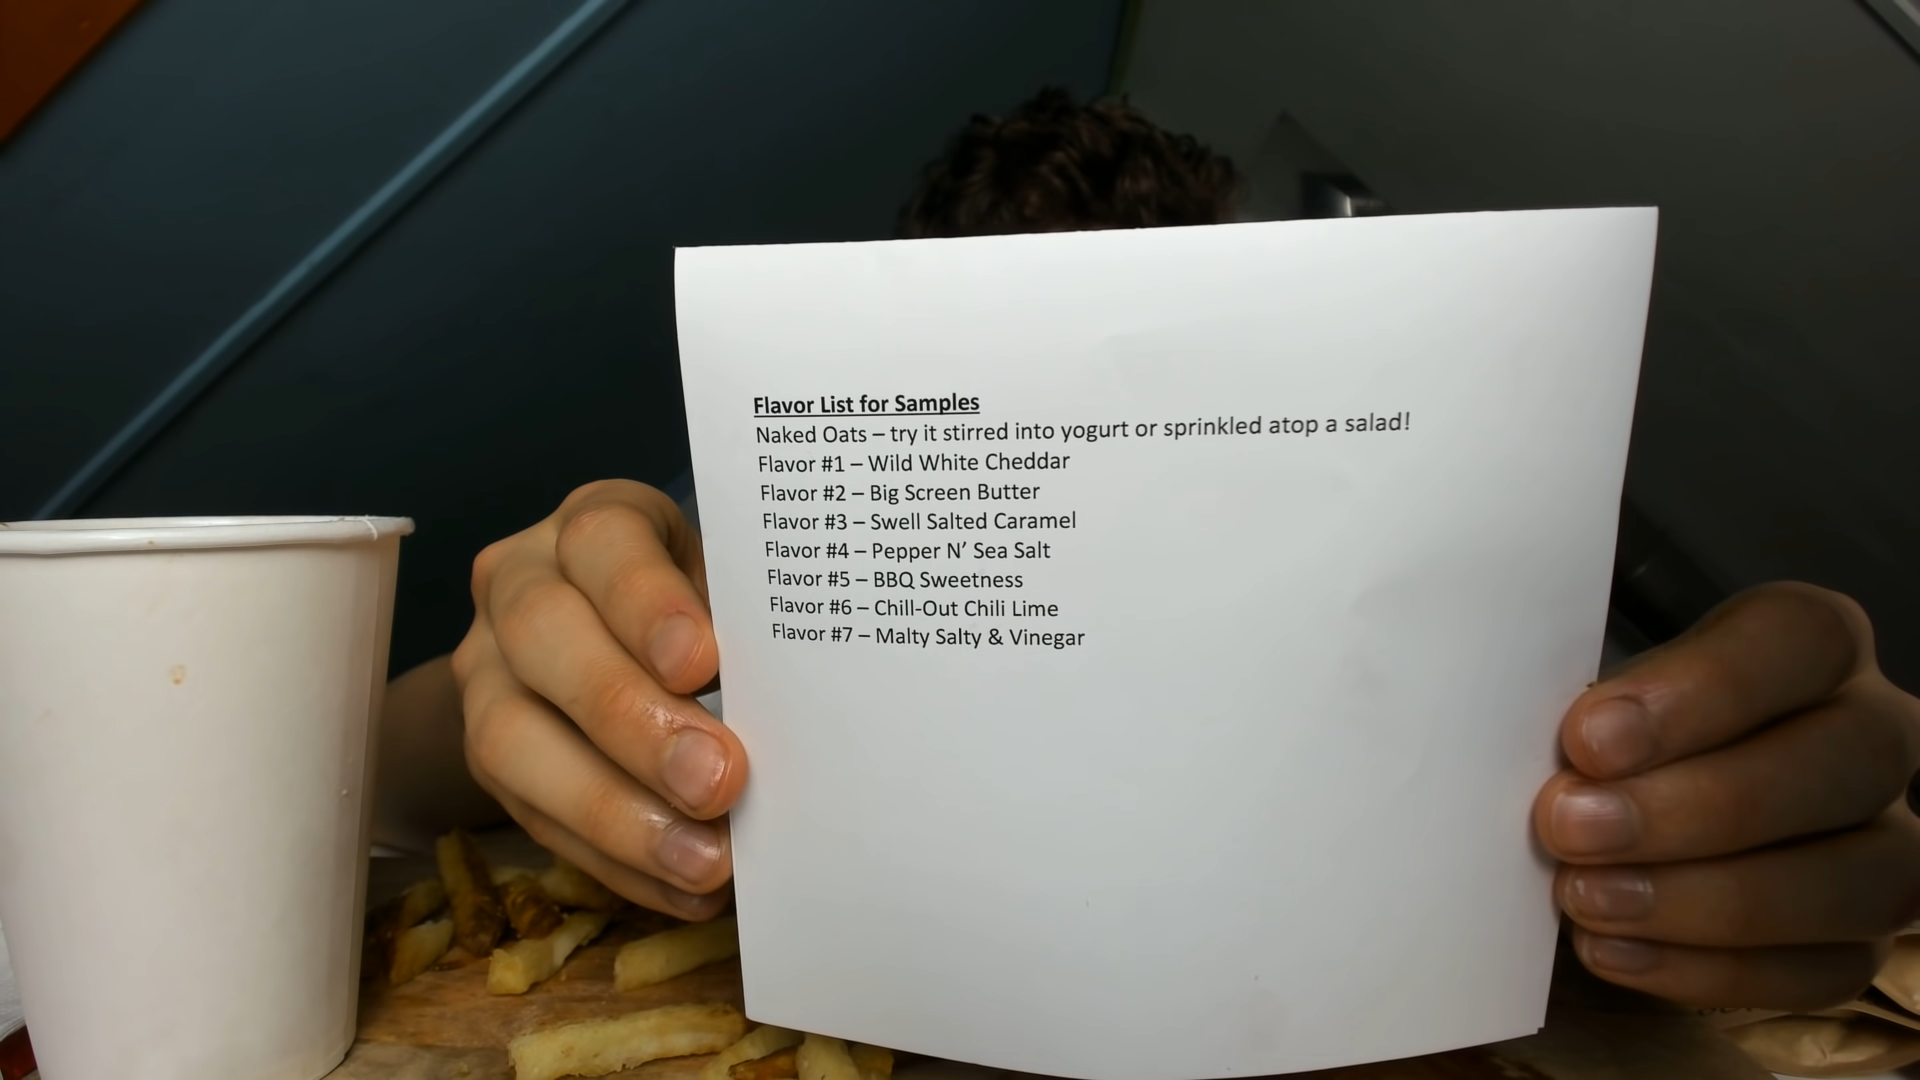 Flavor List for Samples
Naked Oats – try it stirred into yogurt or sprinkled atop a salad!
Flavor #1 – Wild White Cheddar
Flavor #2 – Big Screen Butter
Flavor #3 – Swell Salted Caramel
Flavor #4 – Pepper N’ Sea Salt
Flavor #5 – BBQ Sweetness
Flavor #6 – Chill-Out Chili Lime
Flavor #7 – Malty Salty & Vinegar